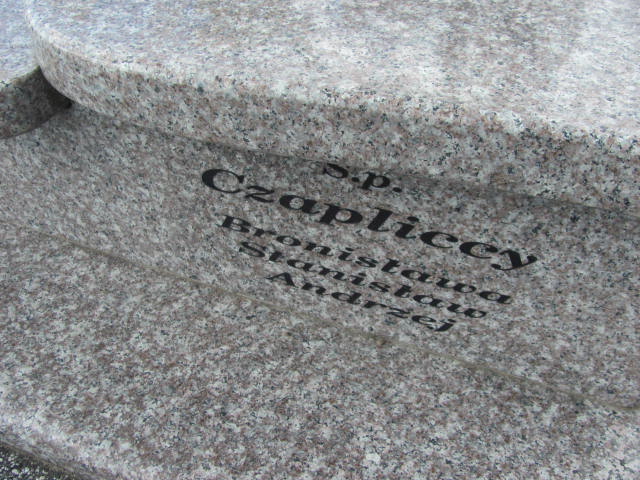 ś.p.
Czapliccy
Bronisława
Stanisław
Andrzej